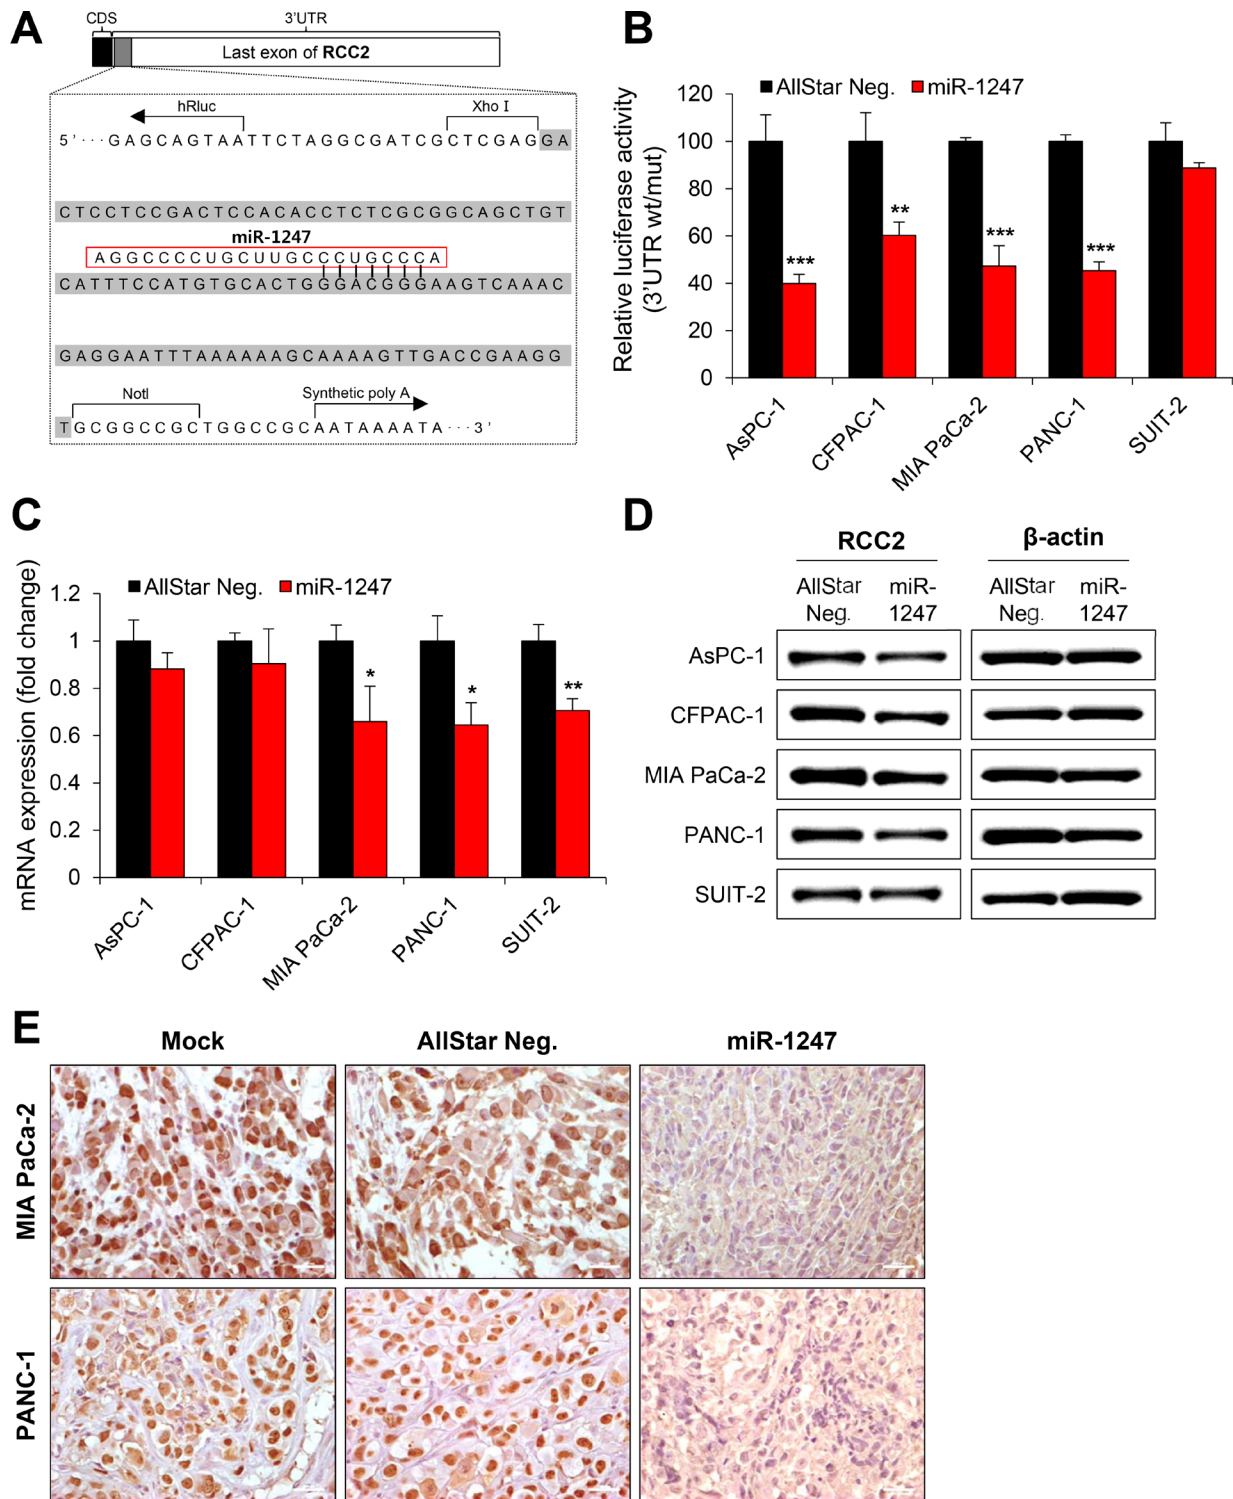 A
CDS
3'UTR
Last exon of RCC2
hRluc
Xho I
5'···GAGCAGTAATTCTAGGCGATCGCTCGAGGA
CTCCTCCGACTCCACACCTCTCGCGGCAGCTGT
miR-1247
AGGCCCCUGCUUGCCCUGCCCA
CATTTCCATGTGCACTGGGACGGGAAGTCAAAC
GAGGAATTTAAAAAAGCAAAAGTTGACCGAAGG
NotI
Synthetic poly A
TGCGGCCGCTGGCCGCAATAAAATA···3'
B
AllStar Neg.
miR-1247
Relative luciferase activity
(3'UTR wt/mut)
120
100
80
60
40
20
0
***
**
***
***
AsPC-1
CFPAC-1
MIA PaCa-2
PANC-1
SUIT-2
C
AllStar Neg.
miR-1247
mRNA expression (fold change)
1.2
1
0.8
0.6
0.4
0.2
0
*
*
**
AsPC-1
CFPAC-1
MIA PaCa-2
PANC-1
SUIT-2
D
RCC2
β-actin
AllStar Neg.
miR-1247
AllStar Neg.
miR-1247
AsPC-1
CFPAC-1
MIA PaCa-2
PANC-1
SUIT-2
E
Mock
AllStar Neg.
miR-1247
MIA PaCa-2
PANC-1